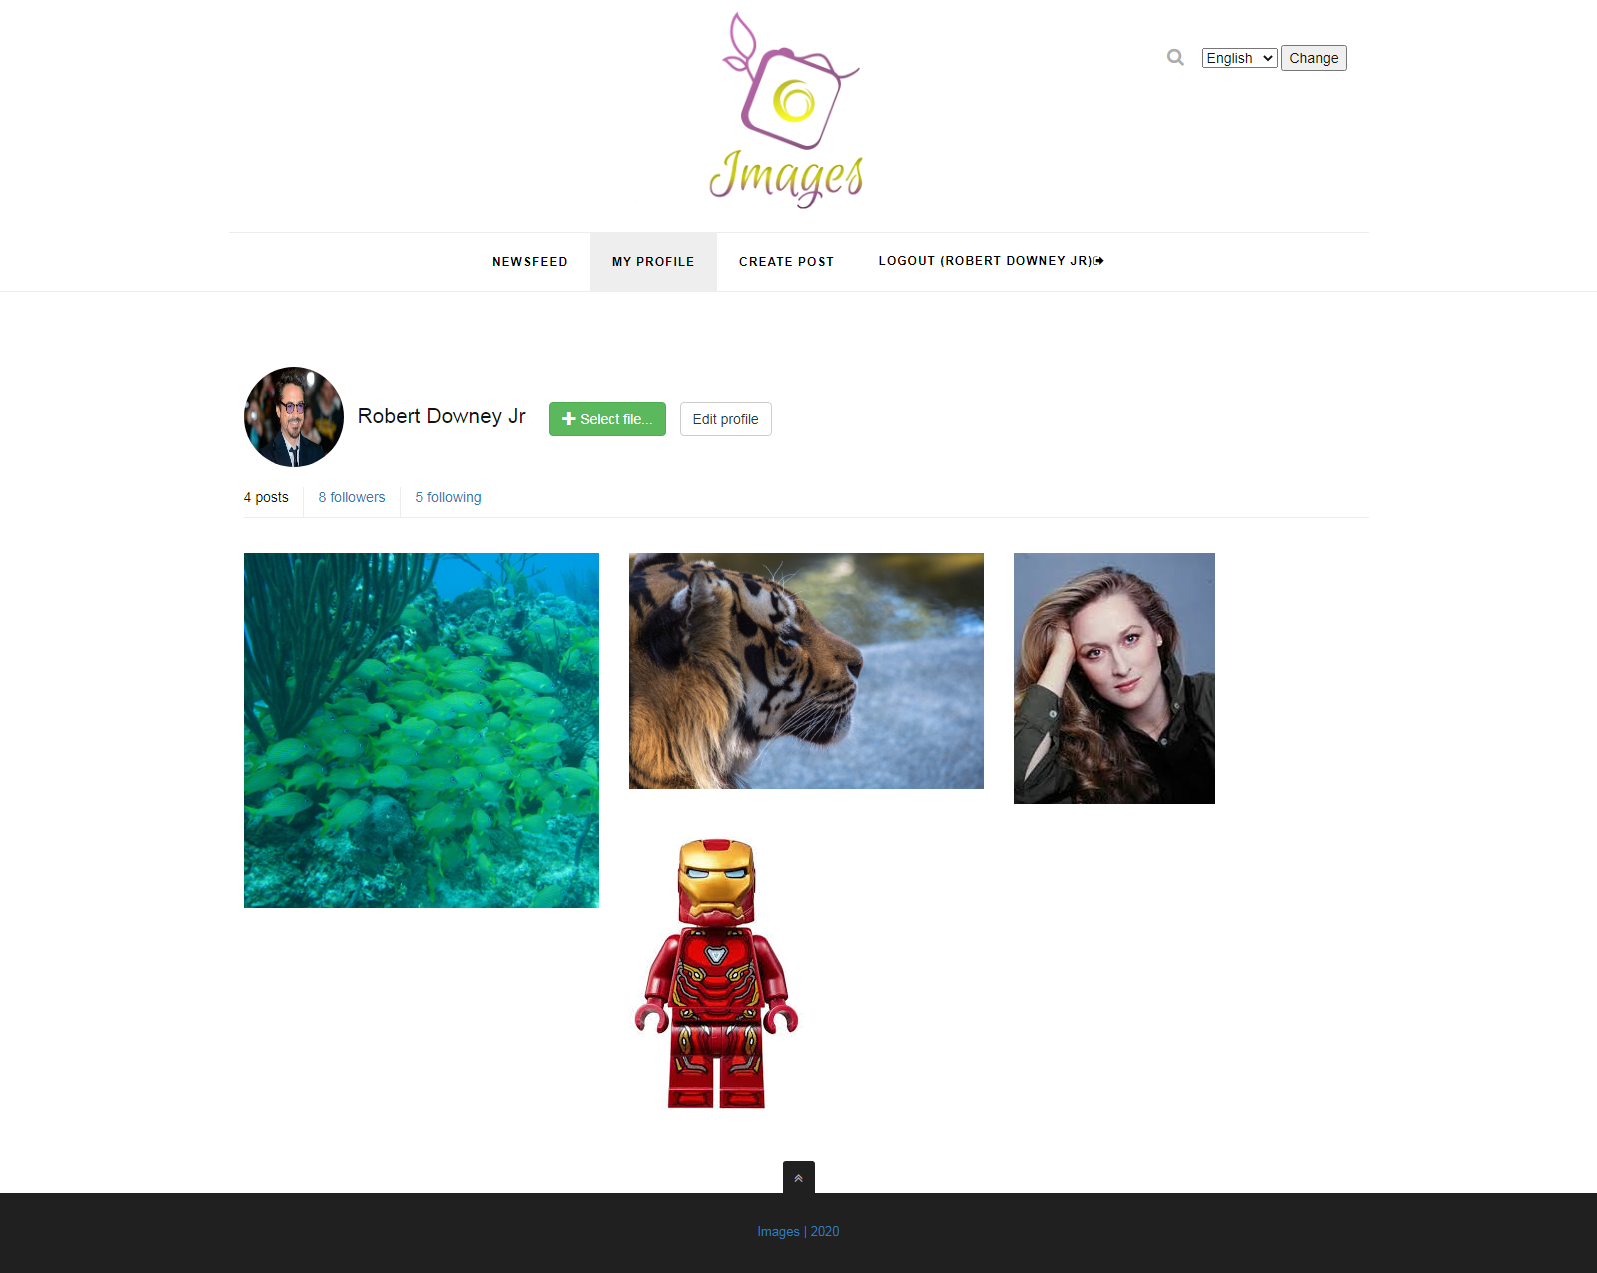 Images
English Change
NEWSFEED MY PROFILE CREATE POST LOGOUT (ROBERT DOWNEY JR)
Robert Downey Jr Select file... Edit profile
4 posts 8 followers 5 following
Images | 2020